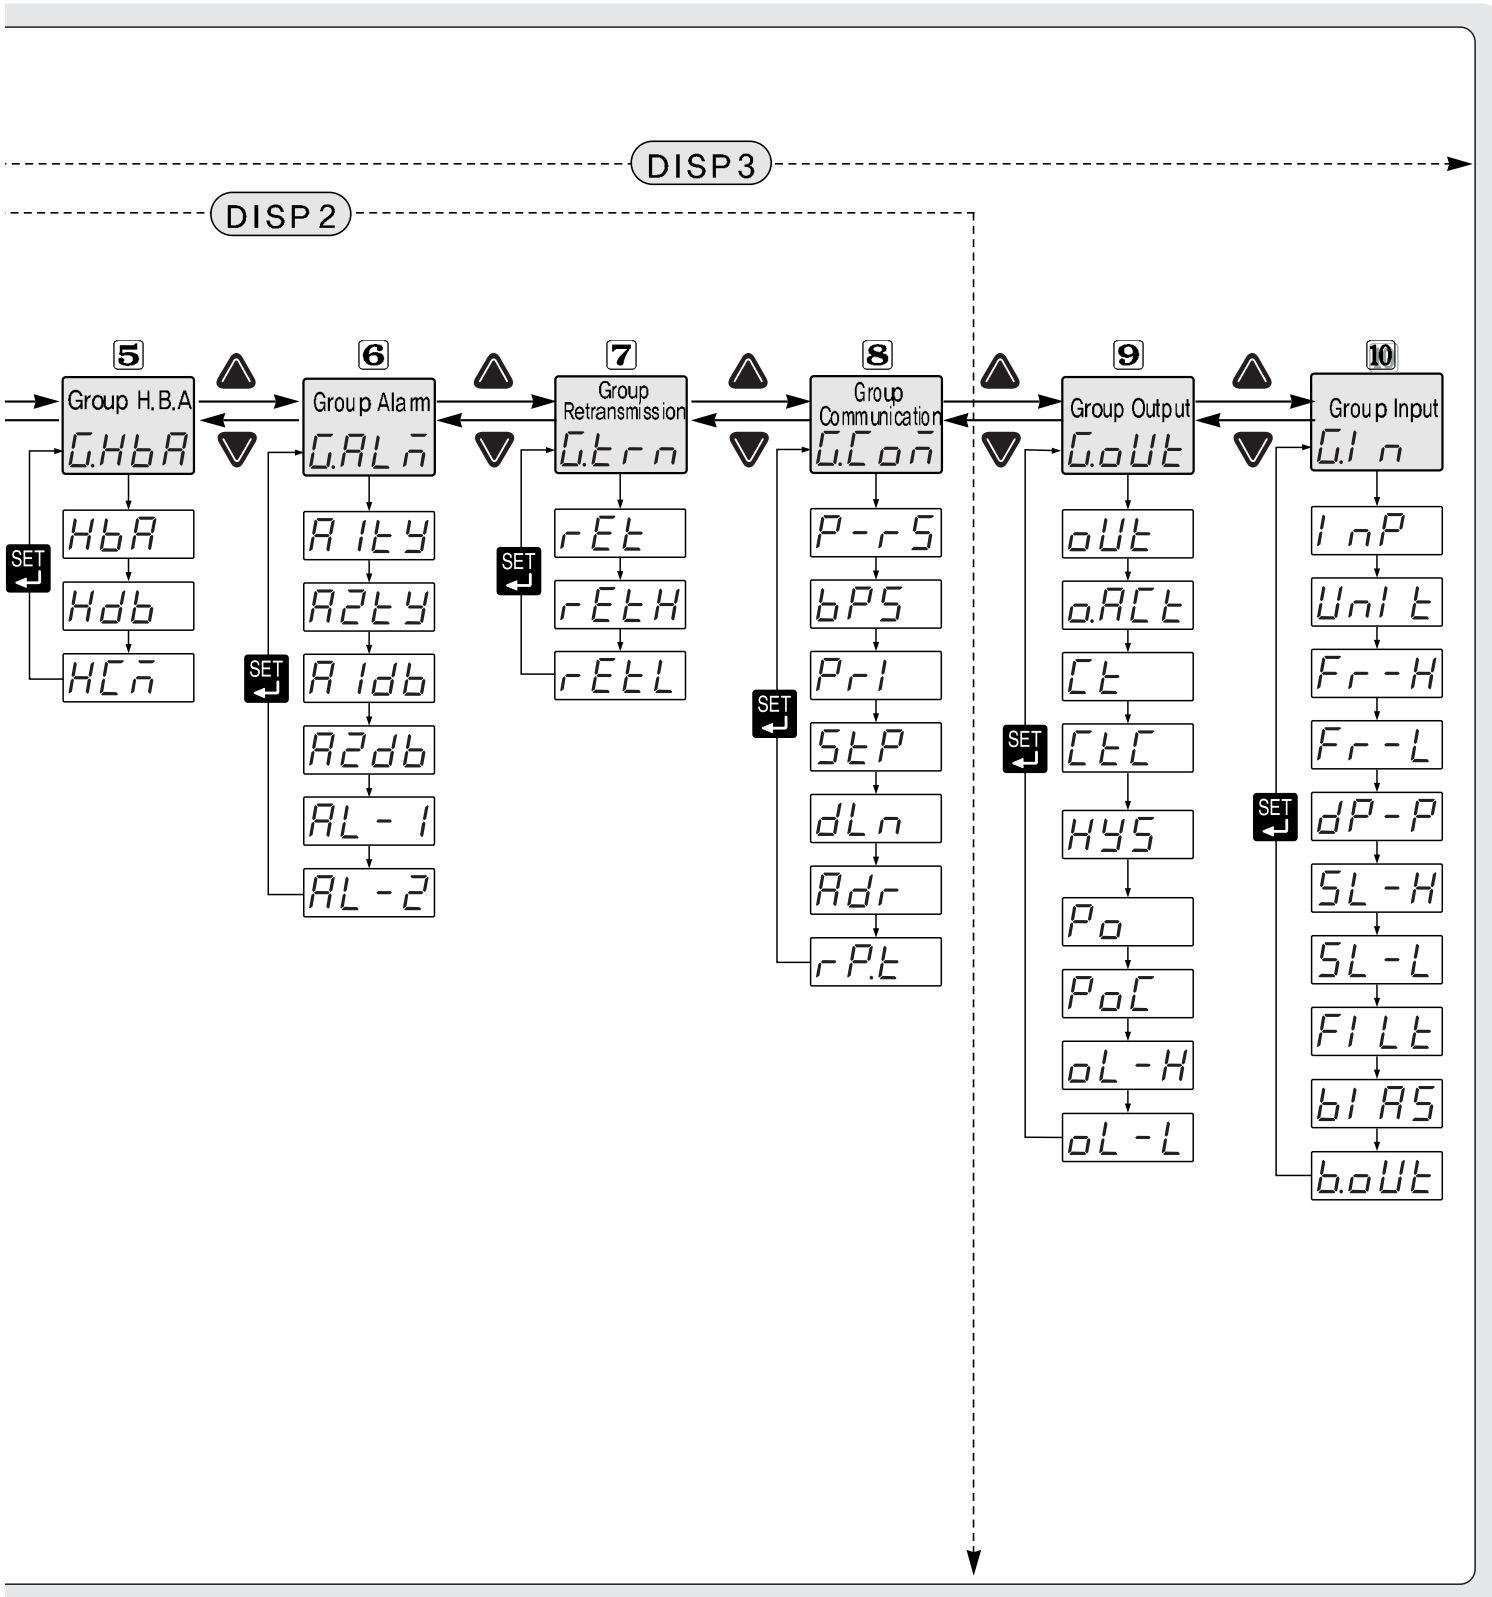 DISP3
DISP2
5
Group H.B.A
G.HbA
HbA
Hdb
HCm
SET
6
Group Alarm
G.ALm
A1tY
A2tY
A1db
A2db
AL-1
AL-2
SET
7
Group
Retransmission
G.trn
rEt
rEtH
rEtL
SET
8
Group
Communication
G.Com
P-rS
bPS
PrI
StP
dLn
Adr
rP.t
SET
9
Group Output
G.oUt
oUt
o.ACt
Ct
CtC
HYS
Po
PoC
oL-H
oL-L
SET
10
Group Input
G.In
InP
UnIt
Fr-H
Fr-L
dP-P
SL-H
SL-L
FILt
bIAS
b.oUt
SET